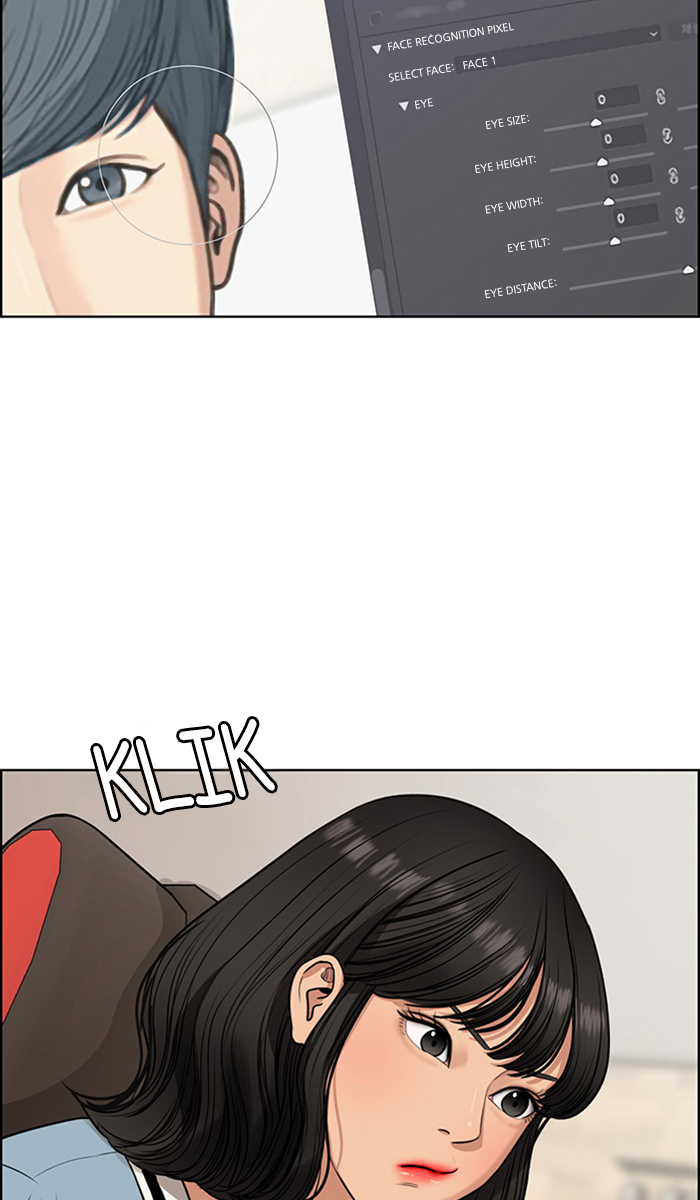 FACE RECOGNITION PIXEL
SELECT FACE: FACE 1
EYE
EYE SIZE: 0
EYE HEIGHT: 0
EYE WIDTH: 0
EYE TILT: 0
EYE DISTANCE:
KLIK